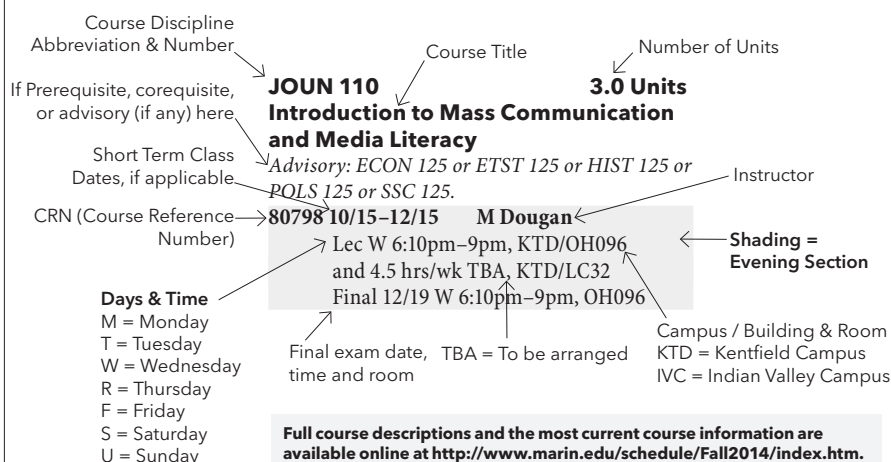 Course Discipline
Abbreviation & Number
Course Title
Number of Units
JOUN 110 3.0 Units
Introduction to Mass Communication
and Media Literacy
If Prerequisite, corequisite,
or advisory (if any) here
Advisory: ECON 125 or ETST 125 or HIST 125 or
POLS 125 or SSC 125.
Short Term Class
Dates, if applicable
Instructor
CRN (Course Reference
Number)
80798 10/15–12/15 M Dougan
Lec W 6:10pm–9pm, KTD/OH096
and 4.5 hrs/wk TBA, KTD/LC32
Final 12/19 W 6:10pm–9pm, OH096
Shading =
Evening Section
Days & Time
M = Monday
T = Tuesday
W = Wednesday
R = Thursday
F = Friday
S = Saturday
U = Sunday
Final exam date,
time and room
TBA = To be arranged
Campus / Building & Room
KTD = Kentfield Campus
IVC = Indian Valley Campus
Full course descriptions and the most current course information are
available online at http://www.marin.edu/schedule/Fall2014/index.htm.